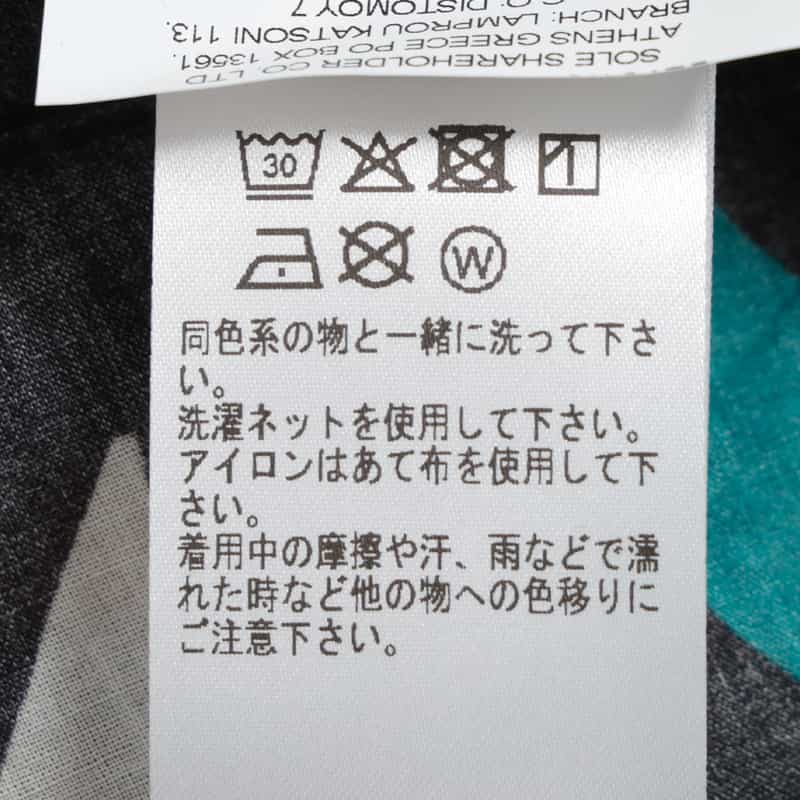 C.O: DISTOMOY 7
BRANCH: LAMPROU KATSONI 113.
ATHENS GREECE PO BOX 13561.
SOLE SHAREHOLDER CO. LTD
30
W
同色系の物と一緒に洗って下さ
い。
洗濯ネットを使用して下さい。
アイロンはあて布を使用して下
さい。
着用中の摩擦や汗、雨などで濡
れた時など他の物への色移りに
ご注意下さい。